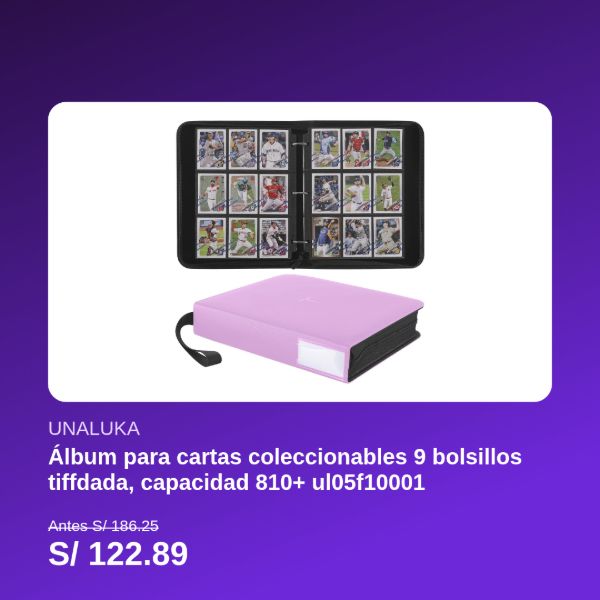 UNALUKA
Álbum para cartas coleccionables 9 bolsillos
tiffdada, capacidad 810+ ul05f10001
Antes S/ 186.25
S/ 122.89